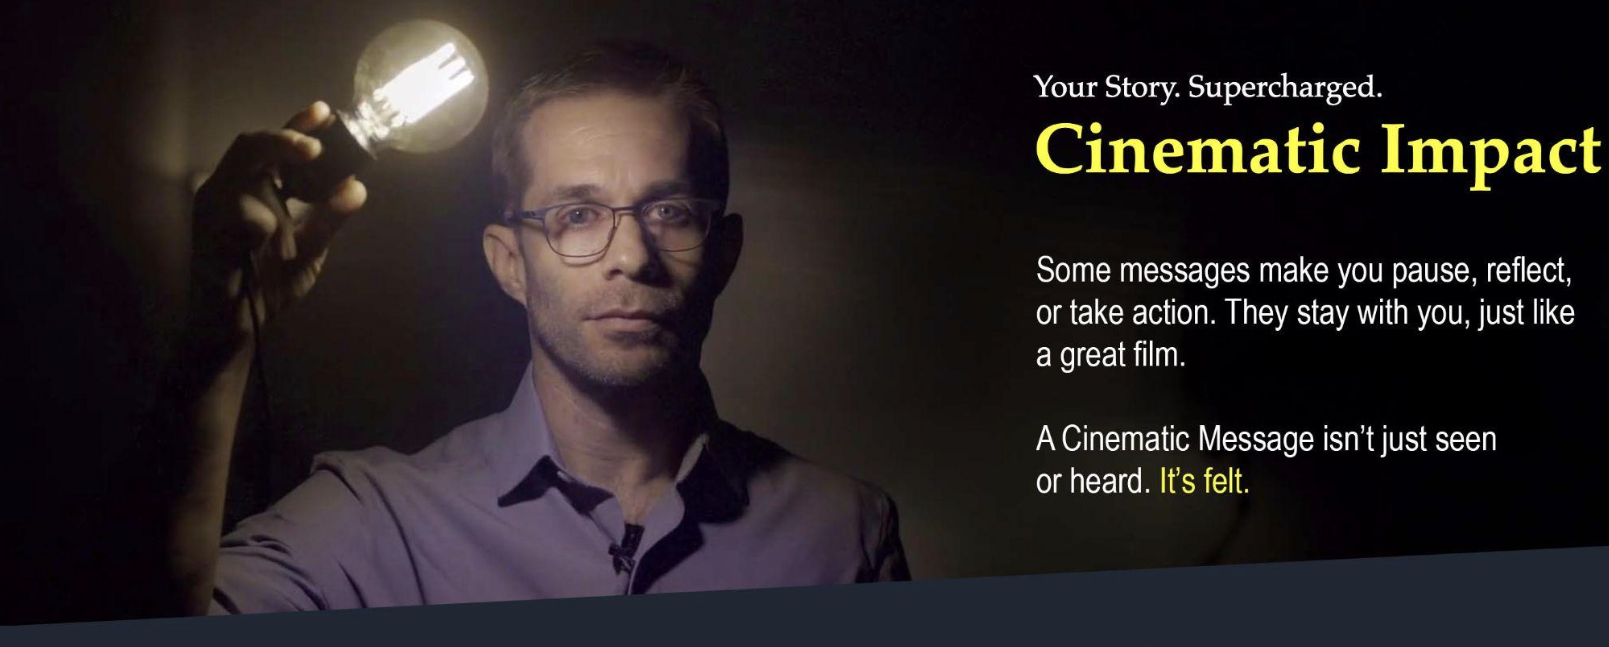 Your Story. Supercharged.
Cinematic Impact
Some messages make you pause, reflect,
or take action. They stay with you, just like
a great film.
A Cinematic Message isn’t just seen
or heard. It’s felt.